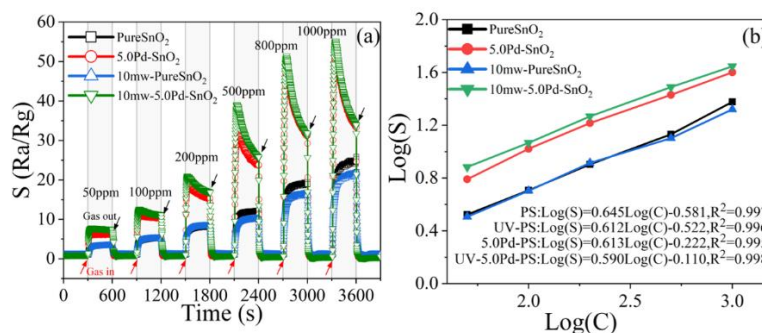 PureSnO₂
5.0Pd-SnO₂
10mw-PureSnO₂
10mw-5.0Pd-SnO₂
(a)
1000ppm
800ppm
500ppm
200ppm
100ppm
50ppm
Gas out
Gas in
60
50
40
30
20
10
0
S (Ra/Rg)
0 600 1200 1800 2400 3000 3600
Time (s)
PureSnO₂
5.0Pd-SnO₂
10mw-PureSnO₂
10mw-5.0Pd-SnO₂
(b)
2.0
1.6
1.2
0.8
0.4
0.0
Log(S)
PS:Log(S)=0.645Log(C)-0.581,R²=0.99
UV-PS:Log(S)=0.612Log(C)-0.522,R²=0.99
5.0Pd-PS:Log(S)=0.613Log(C)-0.222,R²=0.99
UV-5.0Pd-PS:Log(S)=0.590Log(C)-0.110,R²=0.99
2.0 2.5 3.0
Log(C)